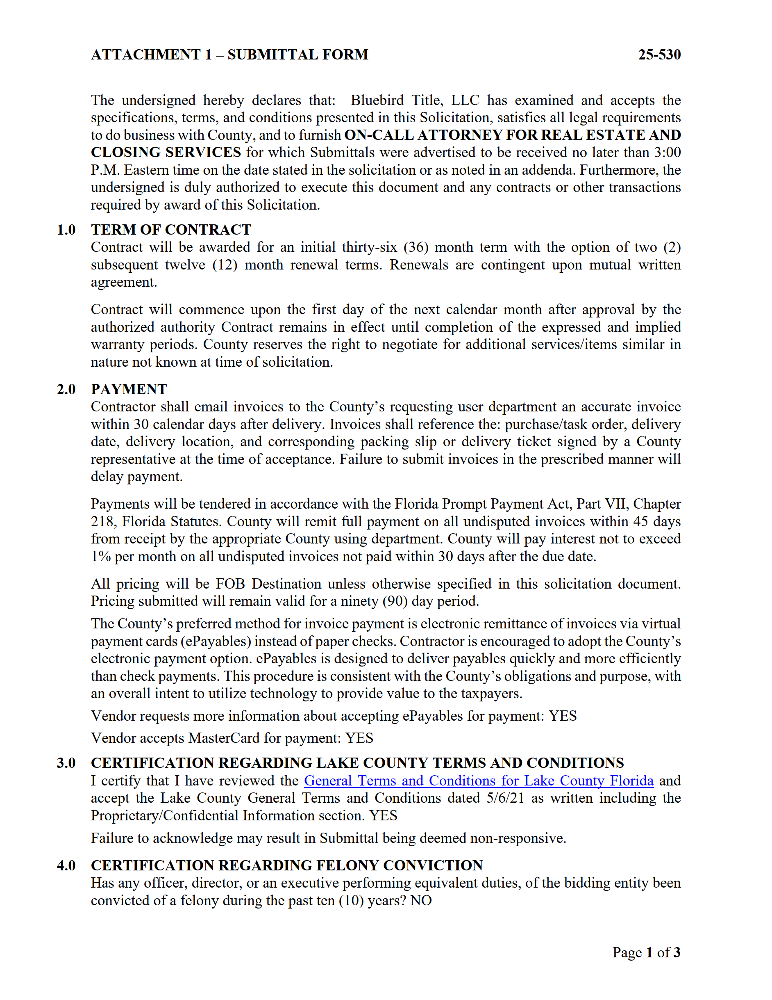 ATTACHMENT 1 – SUBMITTAL FORM 25-530
The undersigned hereby declares that: Bluebird Title, LLC has examined and accepts the
specifications, terms, and conditions presented in this Solicitation, satisfies all legal requirements
to do business with County, and to furnish ON-CALL ATTORNEY FOR REAL ESTATE AND
CLOSING SERVICES for which Submittals were advertised to be received no later than 3:00
P.M. Eastern time on the date stated in the solicitation or as noted in an addenda. Furthermore, the
undersigned is duly authorized to execute this document and any contracts or other transactions
required by award of this Solicitation.
1.0 TERM OF CONTRACT
Contract will be awarded for an initial thirty-six (36) month term with the option of two (2)
subsequent twelve (12) month renewal terms. Renewals are contingent upon mutual written
agreement.
Contract will commence upon the first day of the next calendar month after approval by the
authorized authority Contract remains in effect until completion of the expressed and implied
warranty periods. County reserves the right to negotiate for additional services/items similar in
nature not known at time of solicitation.
2.0 PAYMENT
Contractor shall email invoices to the County’s requesting user department an accurate invoice
within 30 calendar days after delivery. Invoices shall reference the: purchase/task order, delivery
date, delivery location, and corresponding packing slip or delivery ticket signed by a County
representative at the time of acceptance. Failure to submit invoices in the prescribed manner will
delay payment.
Payments will be tendered in accordance with the Florida Prompt Payment Act, Part VII, Chapter
218, Florida Statutes. County will remit full payment on all undisputed invoices within 45 days
from receipt by the appropriate County using department. County will pay interest not to exceed
1% per month on all undisputed invoices not paid within 30 days after the due date.
All pricing will be FOB Destination unless otherwise specified in this solicitation document.
Pricing submitted will remain valid for a ninety (90) day period.
The County’s preferred method for invoice payment is electronic remittance of invoices via virtual
payment cards (ePayables) instead of paper checks. Contractor is encouraged to adopt the County’s
electronic payment option. ePayables is designed to deliver payables quickly and more efficiently
than check payments. This procedure is consistent with the County’s obligations and purpose, with
an overall intent to utilize technology to provide value to the taxpayers.
Vendor requests more information about accepting ePayables for payment: YES
Vendor accepts MasterCard for payment: YES
3.0 CERTIFICATION REGARDING LAKE COUNTY TERMS AND CONDITIONS
I certify that I have reviewed the General Terms and Conditions for Lake County Florida and
accept the Lake County General Terms and Conditions dated 5/6/21 as written including the
Proprietary/Confidential Information section. YES
Failure to acknowledge may result in Submittal being deemed non-responsive.
4.0 CERTIFICATION REGARDING FELONY CONVICTION
Has any officer, director, or an executive performing equivalent duties, of the bidding entity been
convicted of a felony during the past ten (10) years? NO
Page 1 of 3